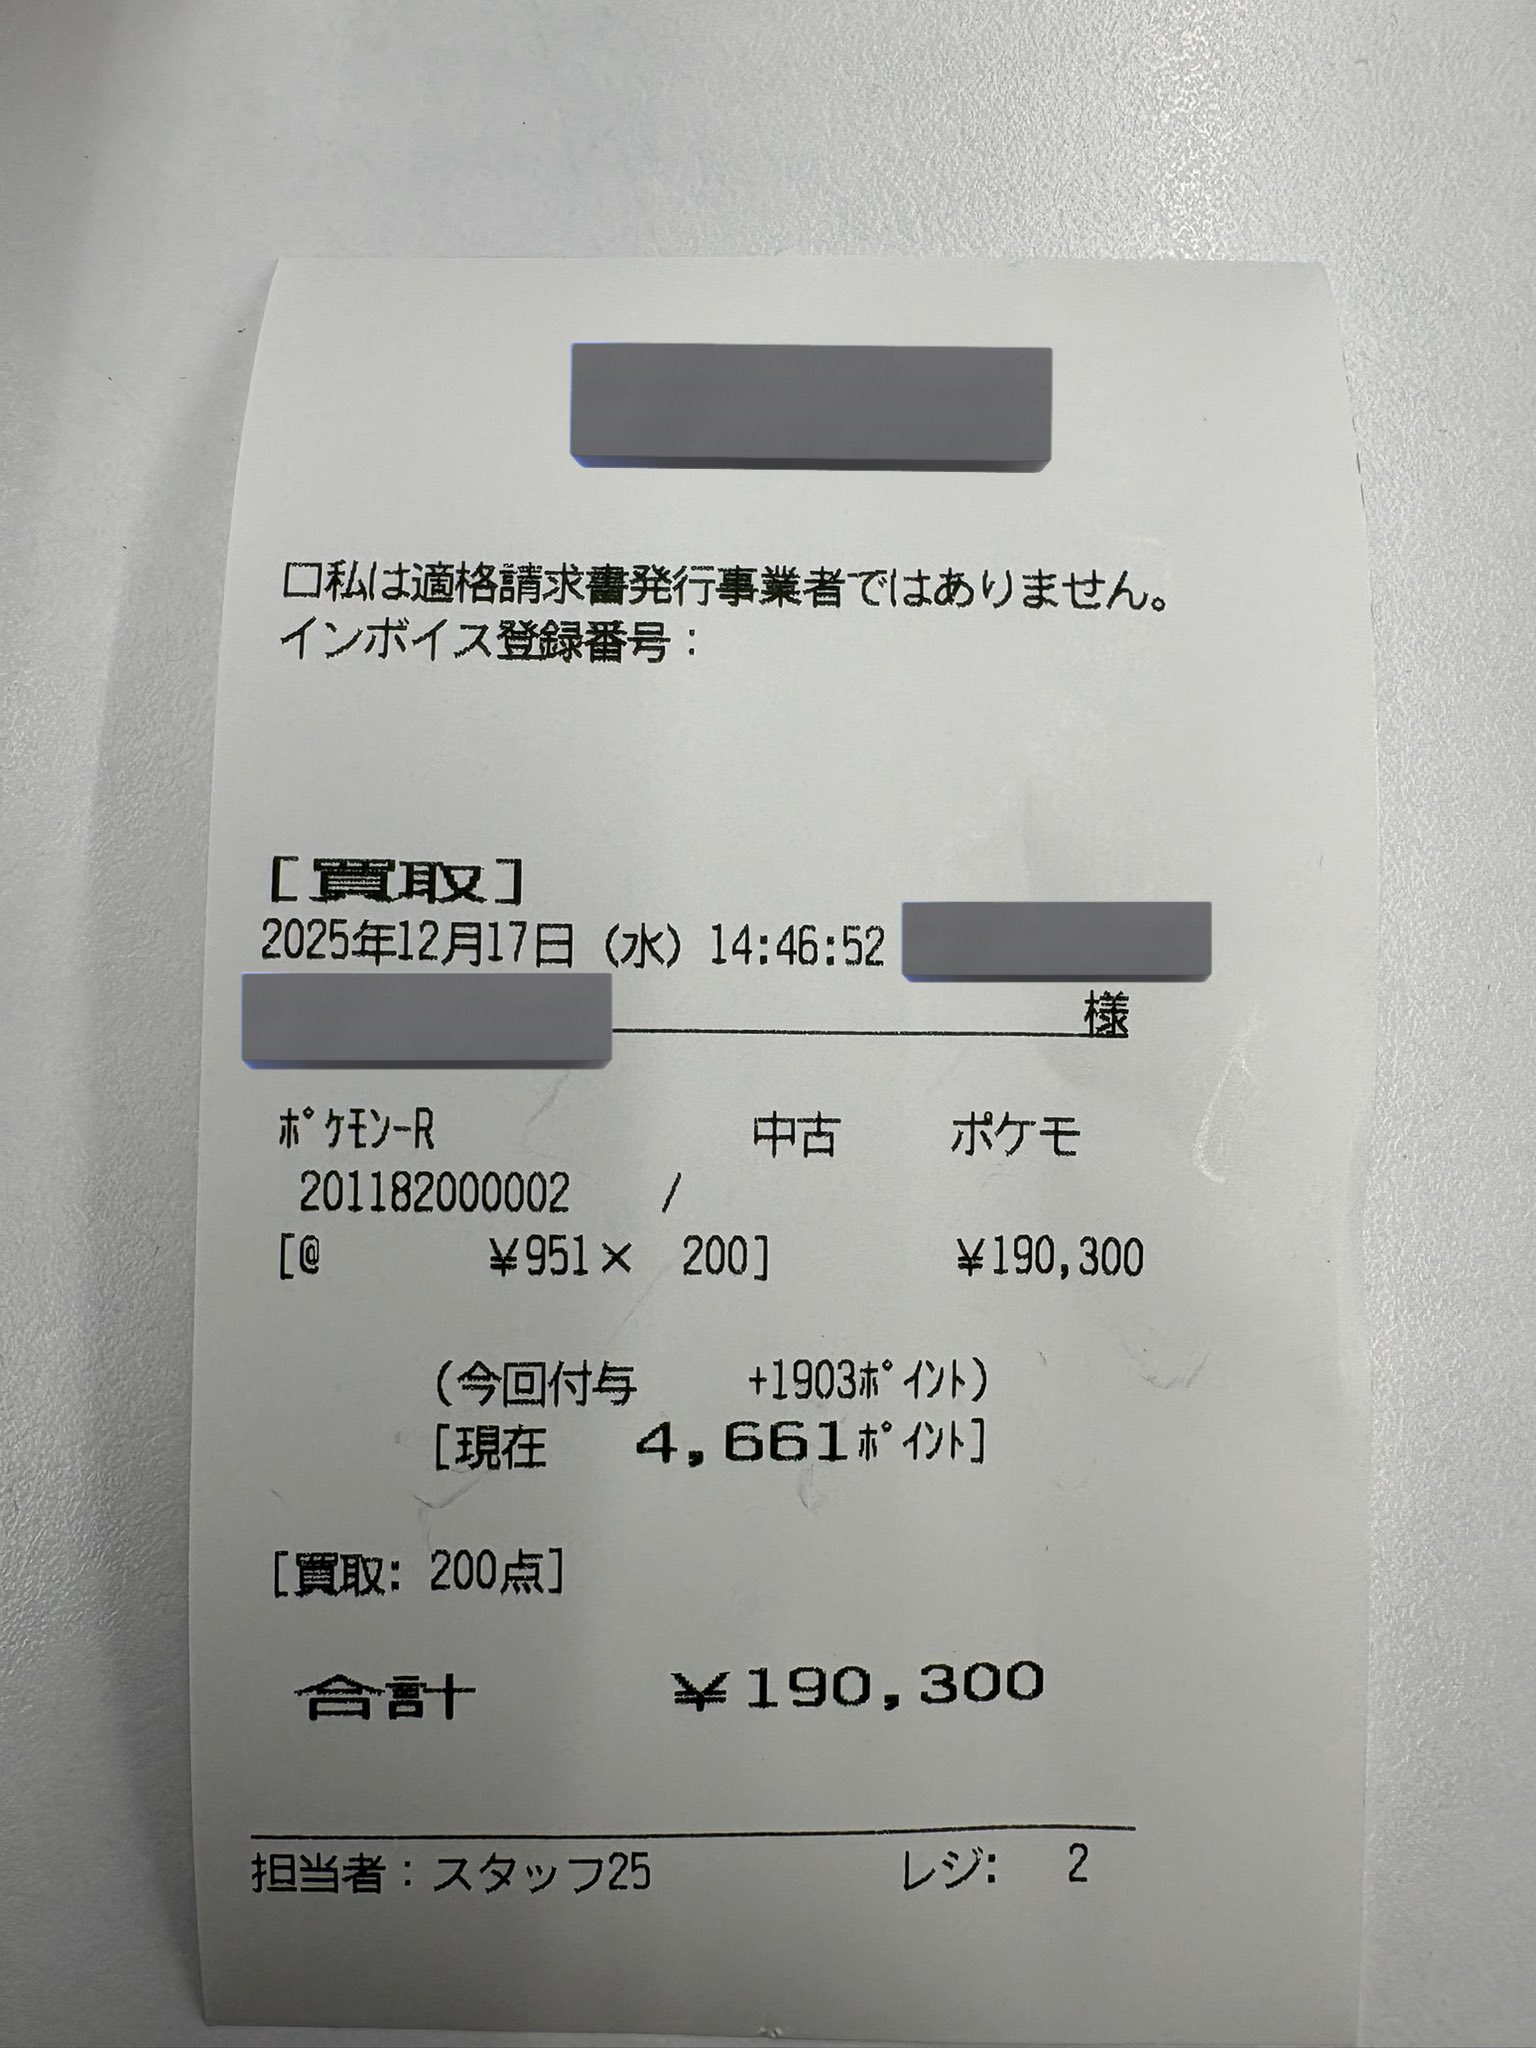 □私は適格請求書発行事業者ではありません。
インボイス登録番号：
[買取]
2025年12月17日（水）14:46:52
様
ﾎﾟｹﾓﾝ-R 中古 ポケモ
201182000002 /
[@ ¥951× 200] ¥190,300
(今回付与 +1903ﾎﾟｲﾝﾄ)
[現在 4,661ﾎﾟｲﾝﾄ]
[買取: 200点]
合計 ¥190,300
担当者：スタッフ25 レジ: 2